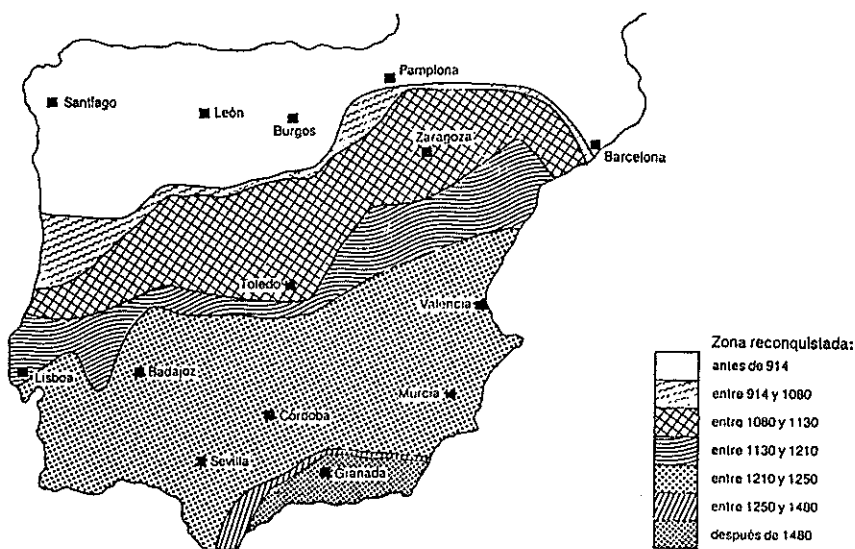 Pamplona
Santiago
León
Burgos
Zaragoza
Barcelona
Toledo
Valencia
Lisboa
Badajoz
Murcia
Córdoba
Sevilla
Granada
Zona reconquistada:
antes de 914
entre 914 y 1080
entre 1080 y 1130
entre 1130 y 1210
entre 1210 y 1250
entre 1250 y 1480
después de 1480